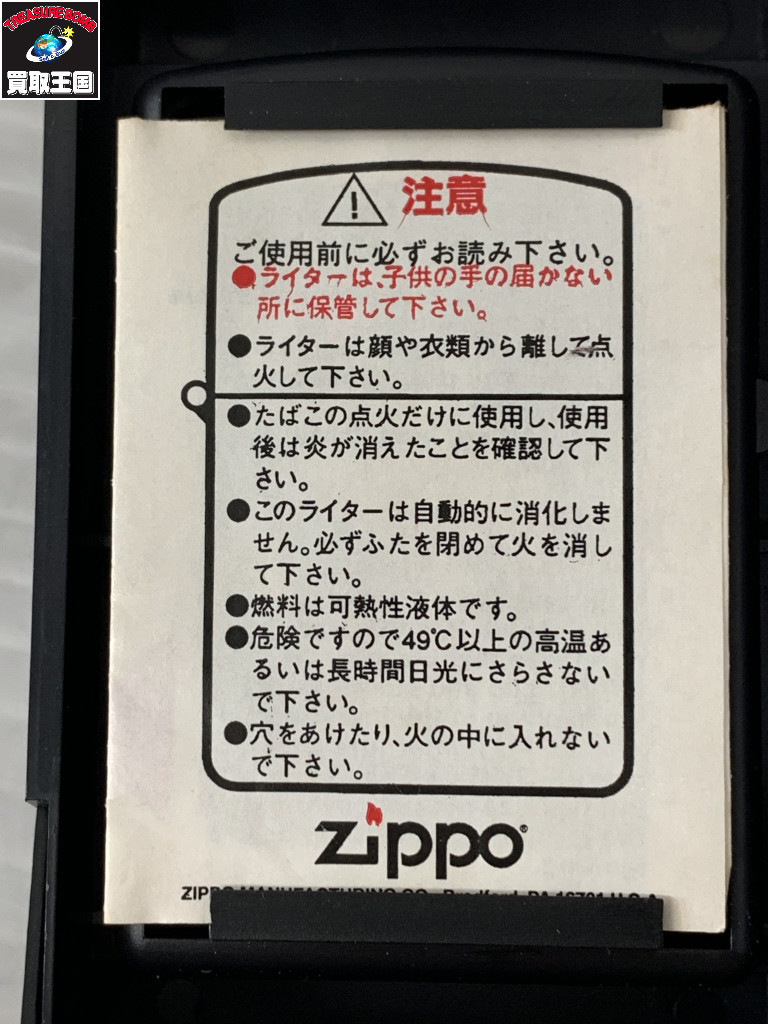 TREASURE BOMB
買取王国
注意
ご使用前に必ずお読み下さい。
●ライターは、子供の手の届かない
所に保管して下さい。
●ライターは顔や衣類から離して点
火して下さい。
●たばこの点火だけに使用し、使用
後は炎が消えたことを確認して下
さい。
●このライターは自動的に消化しま
せん。必ずふたを閉めて火を消し
て下さい。
●燃料は可熱性液体です。
●危険ですので49℃以上の高温あ
るいは長時間日光にさらさない
で下さい。
●穴をあけたり、火の中に入れない
で下さい。
Zippo®
ZIPPO MANUFACTURING CO. Bradford, PA 16701 U.S.A.